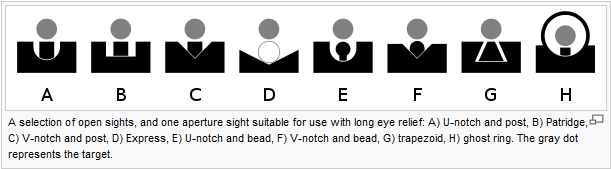 A B C D E F G H
A selection of open sights, and one aperture sight suitable for use with long eye relief: A) U-notch and post, B) Patridge,
C) V-notch and post, D) Express, E) U-notch and bead, F) V-notch and bead, G) trapezoid, H) ghost ring. The gray dot
represents the target.